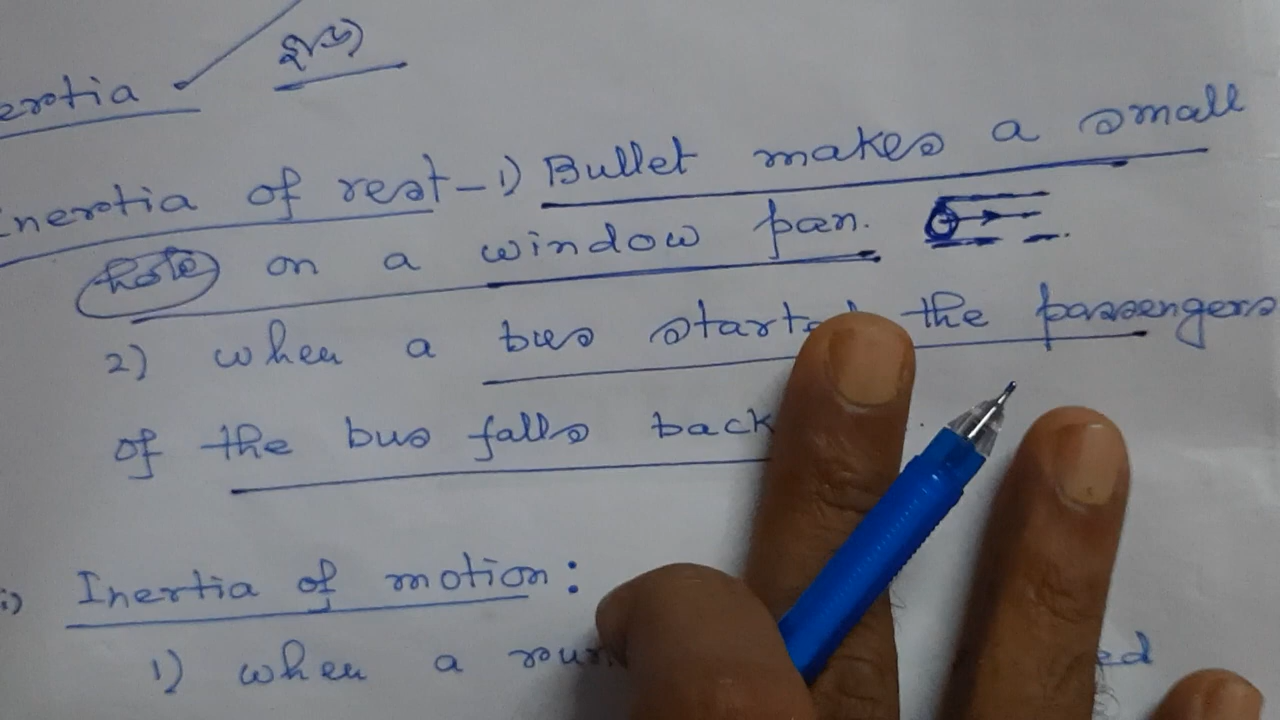 ertia
Inertia of rest - 1) Bullet makes a small
hole on a window pan.
2) when a bus started the passengers
of the bus falls back
i) Inertia of motion:
1) when a